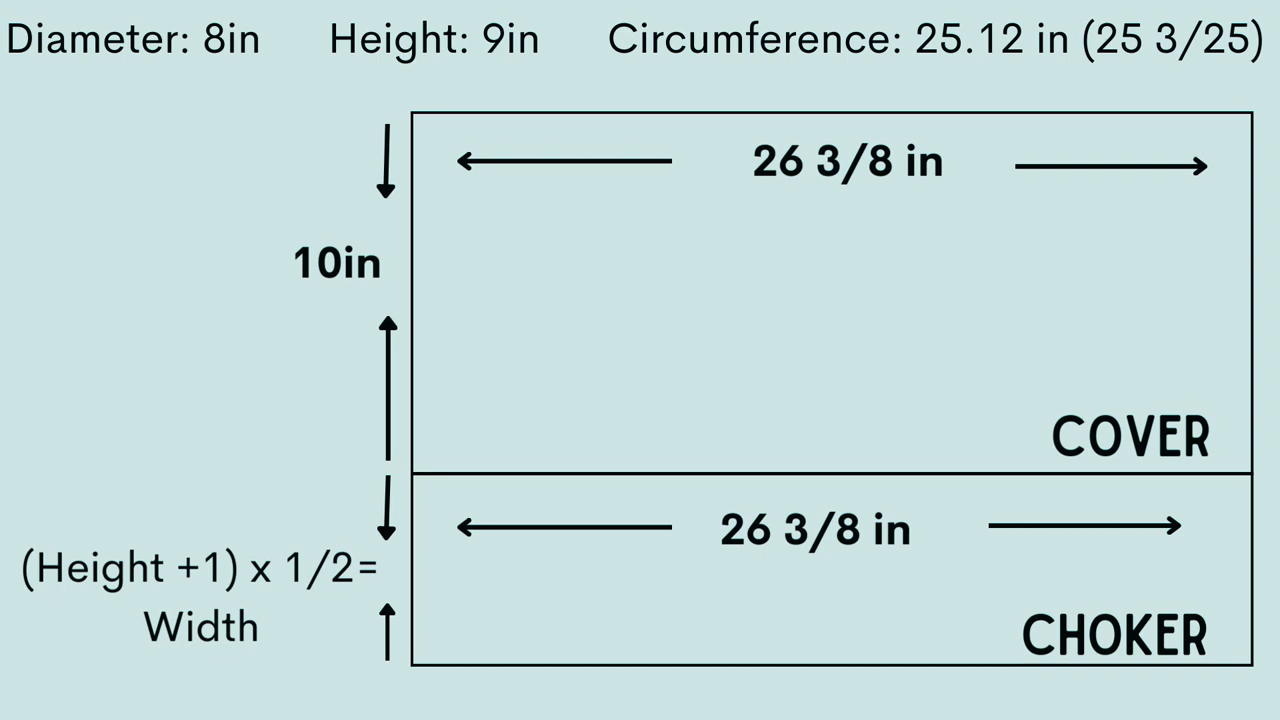 Diameter: 8in Height: 9in Circumference: 25.12 in (25 3/25)
26 3/8 in
10in
COVER
26 3/8 in
(Height +1) x 1/2=
Width
CHOKER